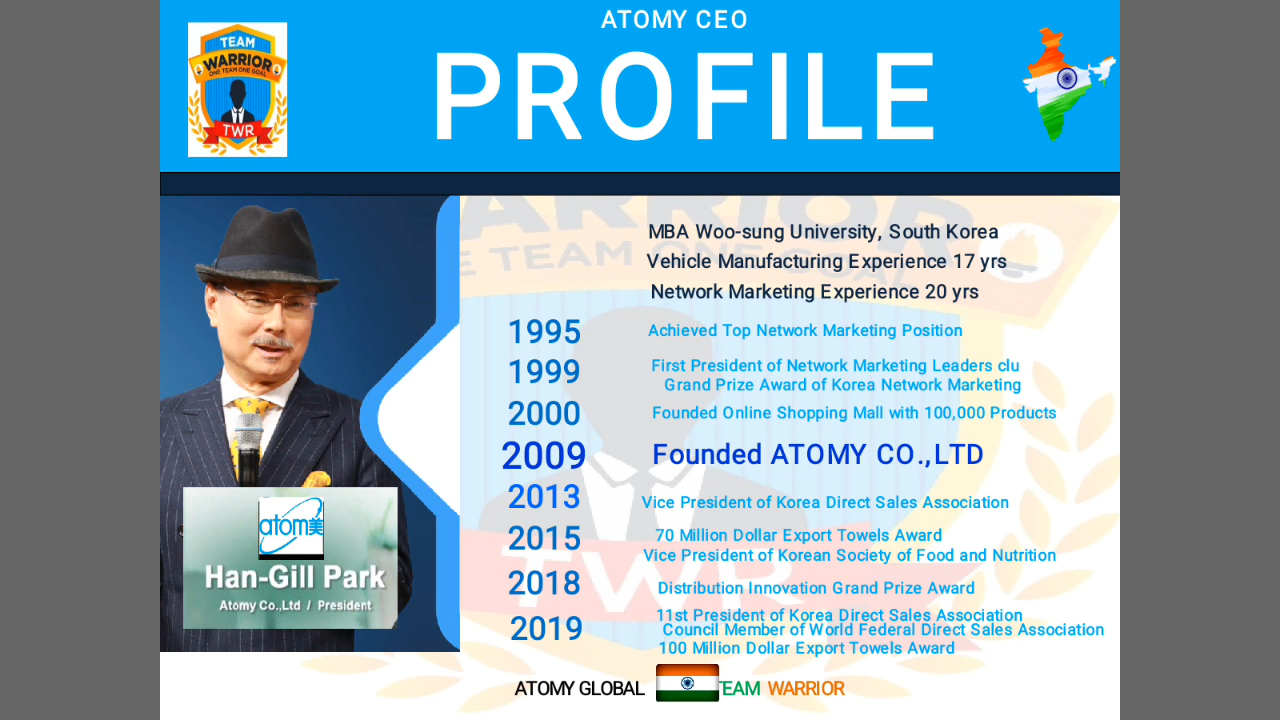 ATOMY CEO
PROFILE
TEAM
WARRIOR
ONE TEAM ONE GOAL
TWR
MBA Woo-sung University, South Korea
Vehicle Manufacturing Experience 17 yrs
Network Marketing Experience 20 yrs
1995 Achieved Top Network Marketing Position
1999 First President of Network Marketing Leaders clu
Grand Prize Award of Korea Network Marketing
2000 Founded Online Shopping Mall with 100,000 Products
2009 Founded ATOMY CO.,LTD
2013 Vice President of Korea Direct Sales Association
2015 70 Million Dollar Export Towels Award
Vice President of Korean Society of Food and Nutrition
2018 Distribution Innovation Grand Prize Award
2019 11st President of Korea Direct Sales Association
Council Member of World Federal Direct Sales Association
100 Million Dollar Export Towels Award
atom美
Han-Gill Park
Atomy Co.,Ltd / President
WARRIOR
ONE TEAM ONE GOAL
TWR
ATOMY GLOBAL TEAM WARRIOR